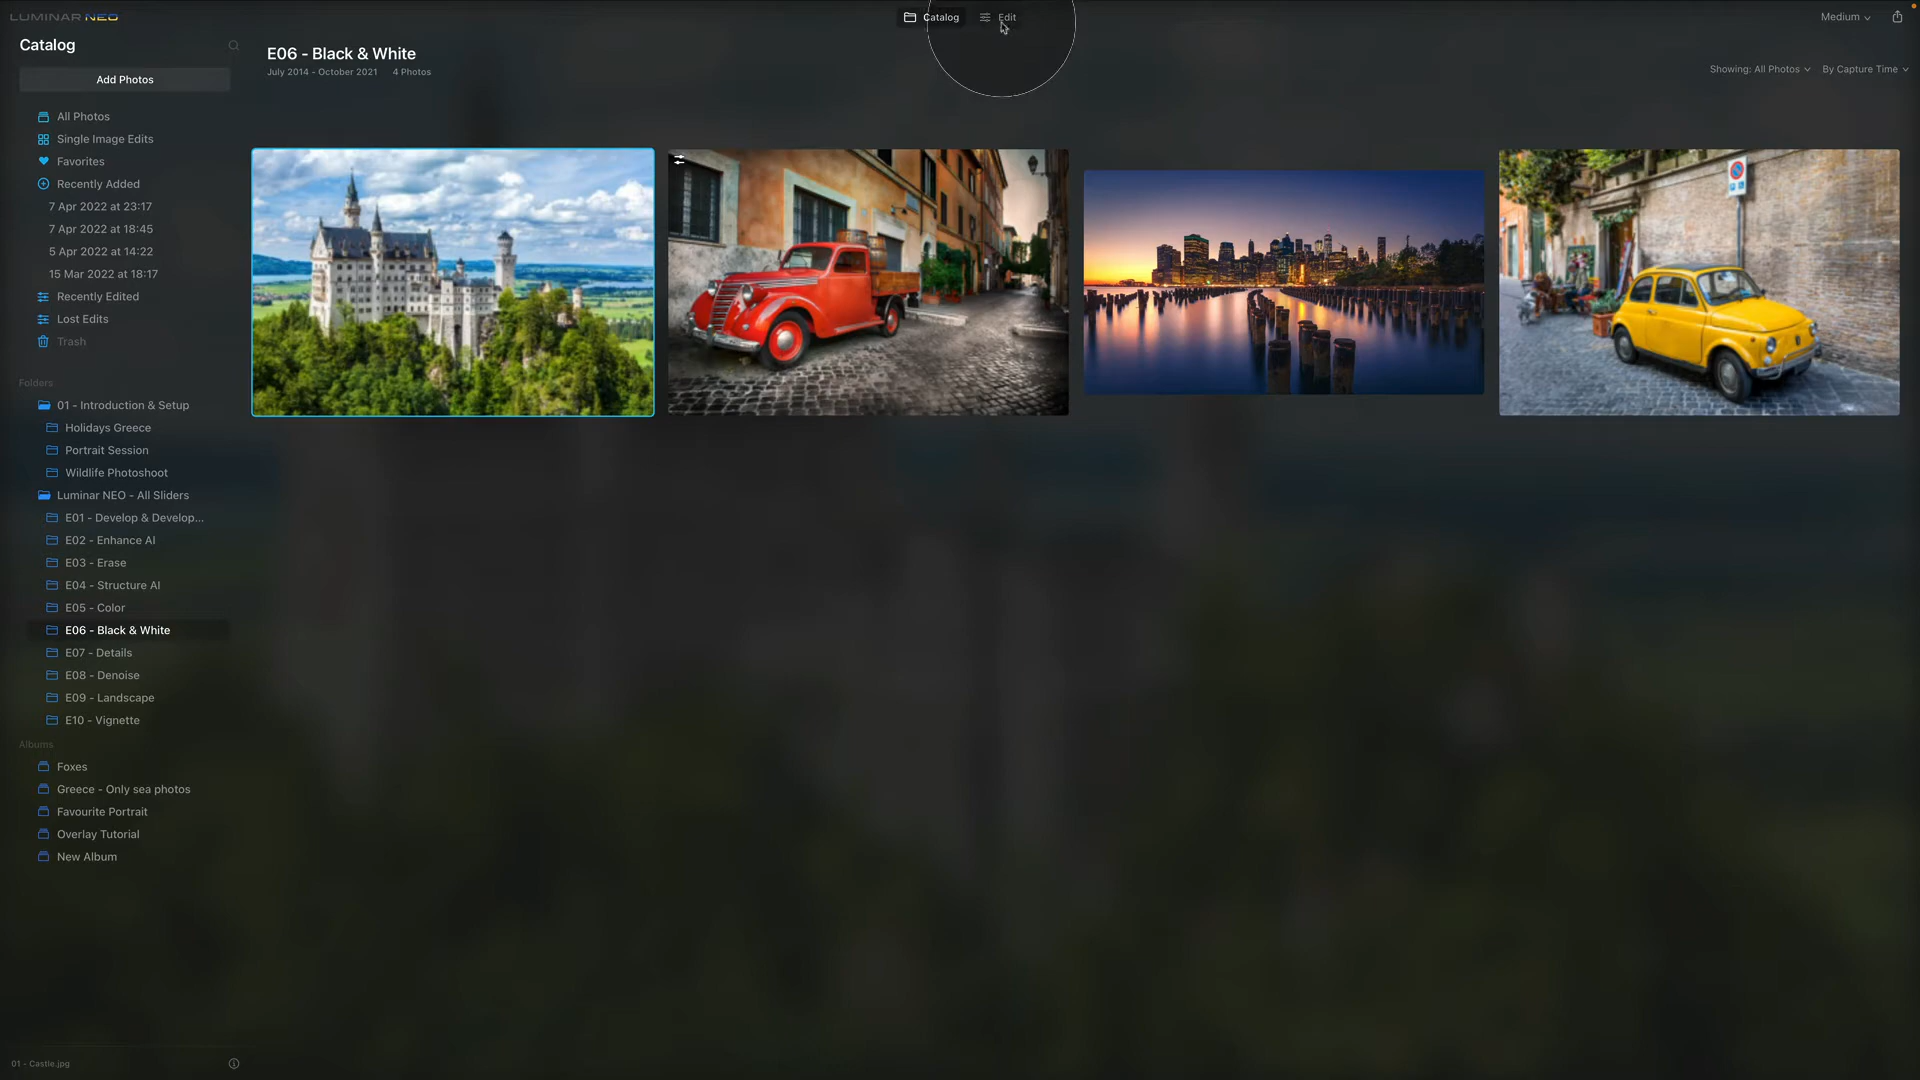 LUMINAR NEO
Catalog
Edit
Medium
Catalog
Add Photos
E06 - Black & White
July 2014 - October 2021 4 Photos
Showing: All Photos
By Capture Time
All Photos
Single Image Edits
Favorites
Recently Added
7 Apr 2022 at 23:17
7 Apr 2022 at 18:45
5 Apr 2022 at 14:22
15 Mar 2022 at 18:17
Recently Edited
Lost Edits
Trash
Folders
01 - Introduction & Setup
Holidays Greece
Portrait Session
Wildlife Photoshoot
Luminar NEO - All Sliders
E01 - Develop & Develop...
E02 - Enhance AI
E03 - Erase
E04 - Structure AI
E05 - Color
E06 - Black & White
E07 - Details
E08 - Denoise
E09 - Landscape
E10 - Vignette
Albums
Foxes
Greece - Only sea photos
Favourite Portrait
Overlay Tutorial
New Album
01 - Castle.jpg